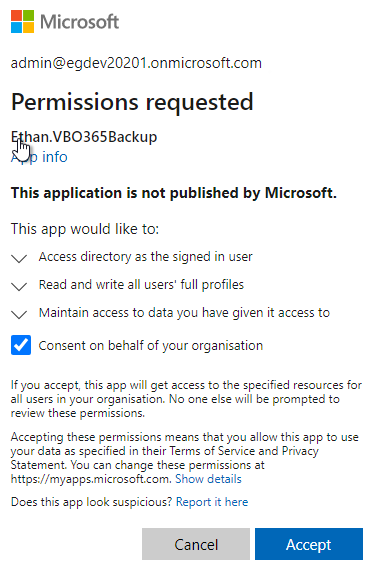 Microsoft
admin@egdev20201.onmicrosoft.com
Permissions requested
Ethan.VBO365Backup
App info
This application is not published by Microsoft.
This app would like to:
Access directory as the signed in user
Read and write all users' full profiles
Maintain access to data you have given it access to
Consent on behalf of your organisation
If you accept, this app will get access to the specified resources for
all users in your organisation. No one else will be prompted to
review these permissions.
Accepting these permissions means that you allow this app to use
your data as specified in their Terms of Service and Privacy
Statement. You can change these permissions at
https://myapps.microsoft.com. Show details
Does this app look suspicious? Report it here
Cancel
Accept